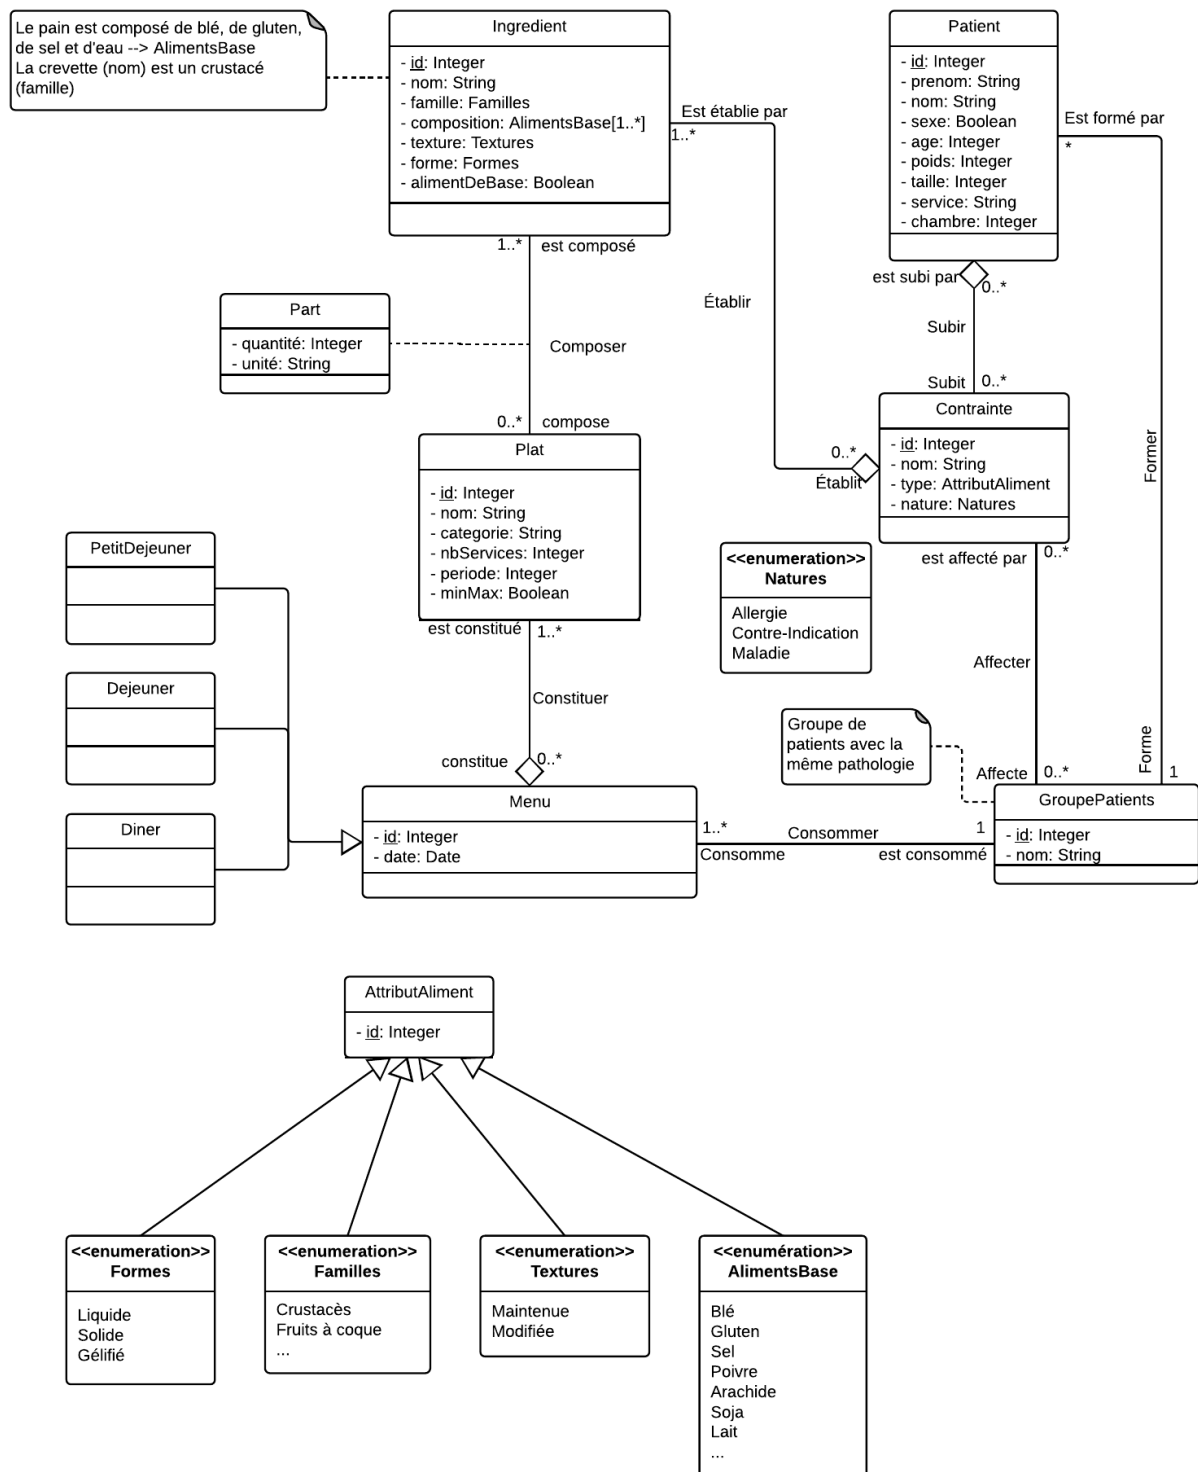 Le pain est composé de blé, de gluten,
de sel et d'eau --> AlimentsBase
La crevette (nom) est un crustacé
(famille)
Ingredient
- id: Integer
- nom: String
- famille: Familles
- composition: AlimentsBase[1..*]
- texture: Textures
- forme: Formes
- alimentDeBase: Boolean
Patient
- id: Integer
- prenom: String
- nom: String
- sexe: Boolean
- age: Integer
- poids: Integer
- taille: Integer
- service: String
- chambre: Integer
Est établie par
1..*
Est formé par
*
1..*
est composé
est subi par
0..*
Établir
Part
- quantité: Integer
- unité: String
Composer
Subir
Subit
0..*
0..*
compose
Contrainte
- id: Integer
- nom: String
- type: AttributAliment
- nature: Natures
0..*
Établit
Former
Plat
- id: Integer
- nom: String
- categorie: String
- nbServices: Integer
- periode: Integer
- minMax: Boolean
PetitDejeuner
<<enumeration>>
Natures
Allergie
Contre-Indication
Maladie
est affecté par
0..*
est constitué
1..*
Affecter
Dejeuner
Constituer
Groupe de
patients avec la
même pathologie
Forme
constitue
0..*
Affecte
0..*
1
Menu
- id: Integer
- date: Date
GroupePatients
- id: Integer
- nom: String
Diner
1..*
Consommer
1
Consomme
est consommé
AttributAliment
- id: Integer
<<enumeration>>
Formes
Liquide
Solide
Gélifié
<<enumeration>>
Familles
Crustacès
Fruits à coque
...
<<enumeration>>
Textures
Maintenue
Modifiée
<<enumération>>
AlimentsBase
Blé
Gluten
Sel
Poivre
Arachide
Soja
Lait
...